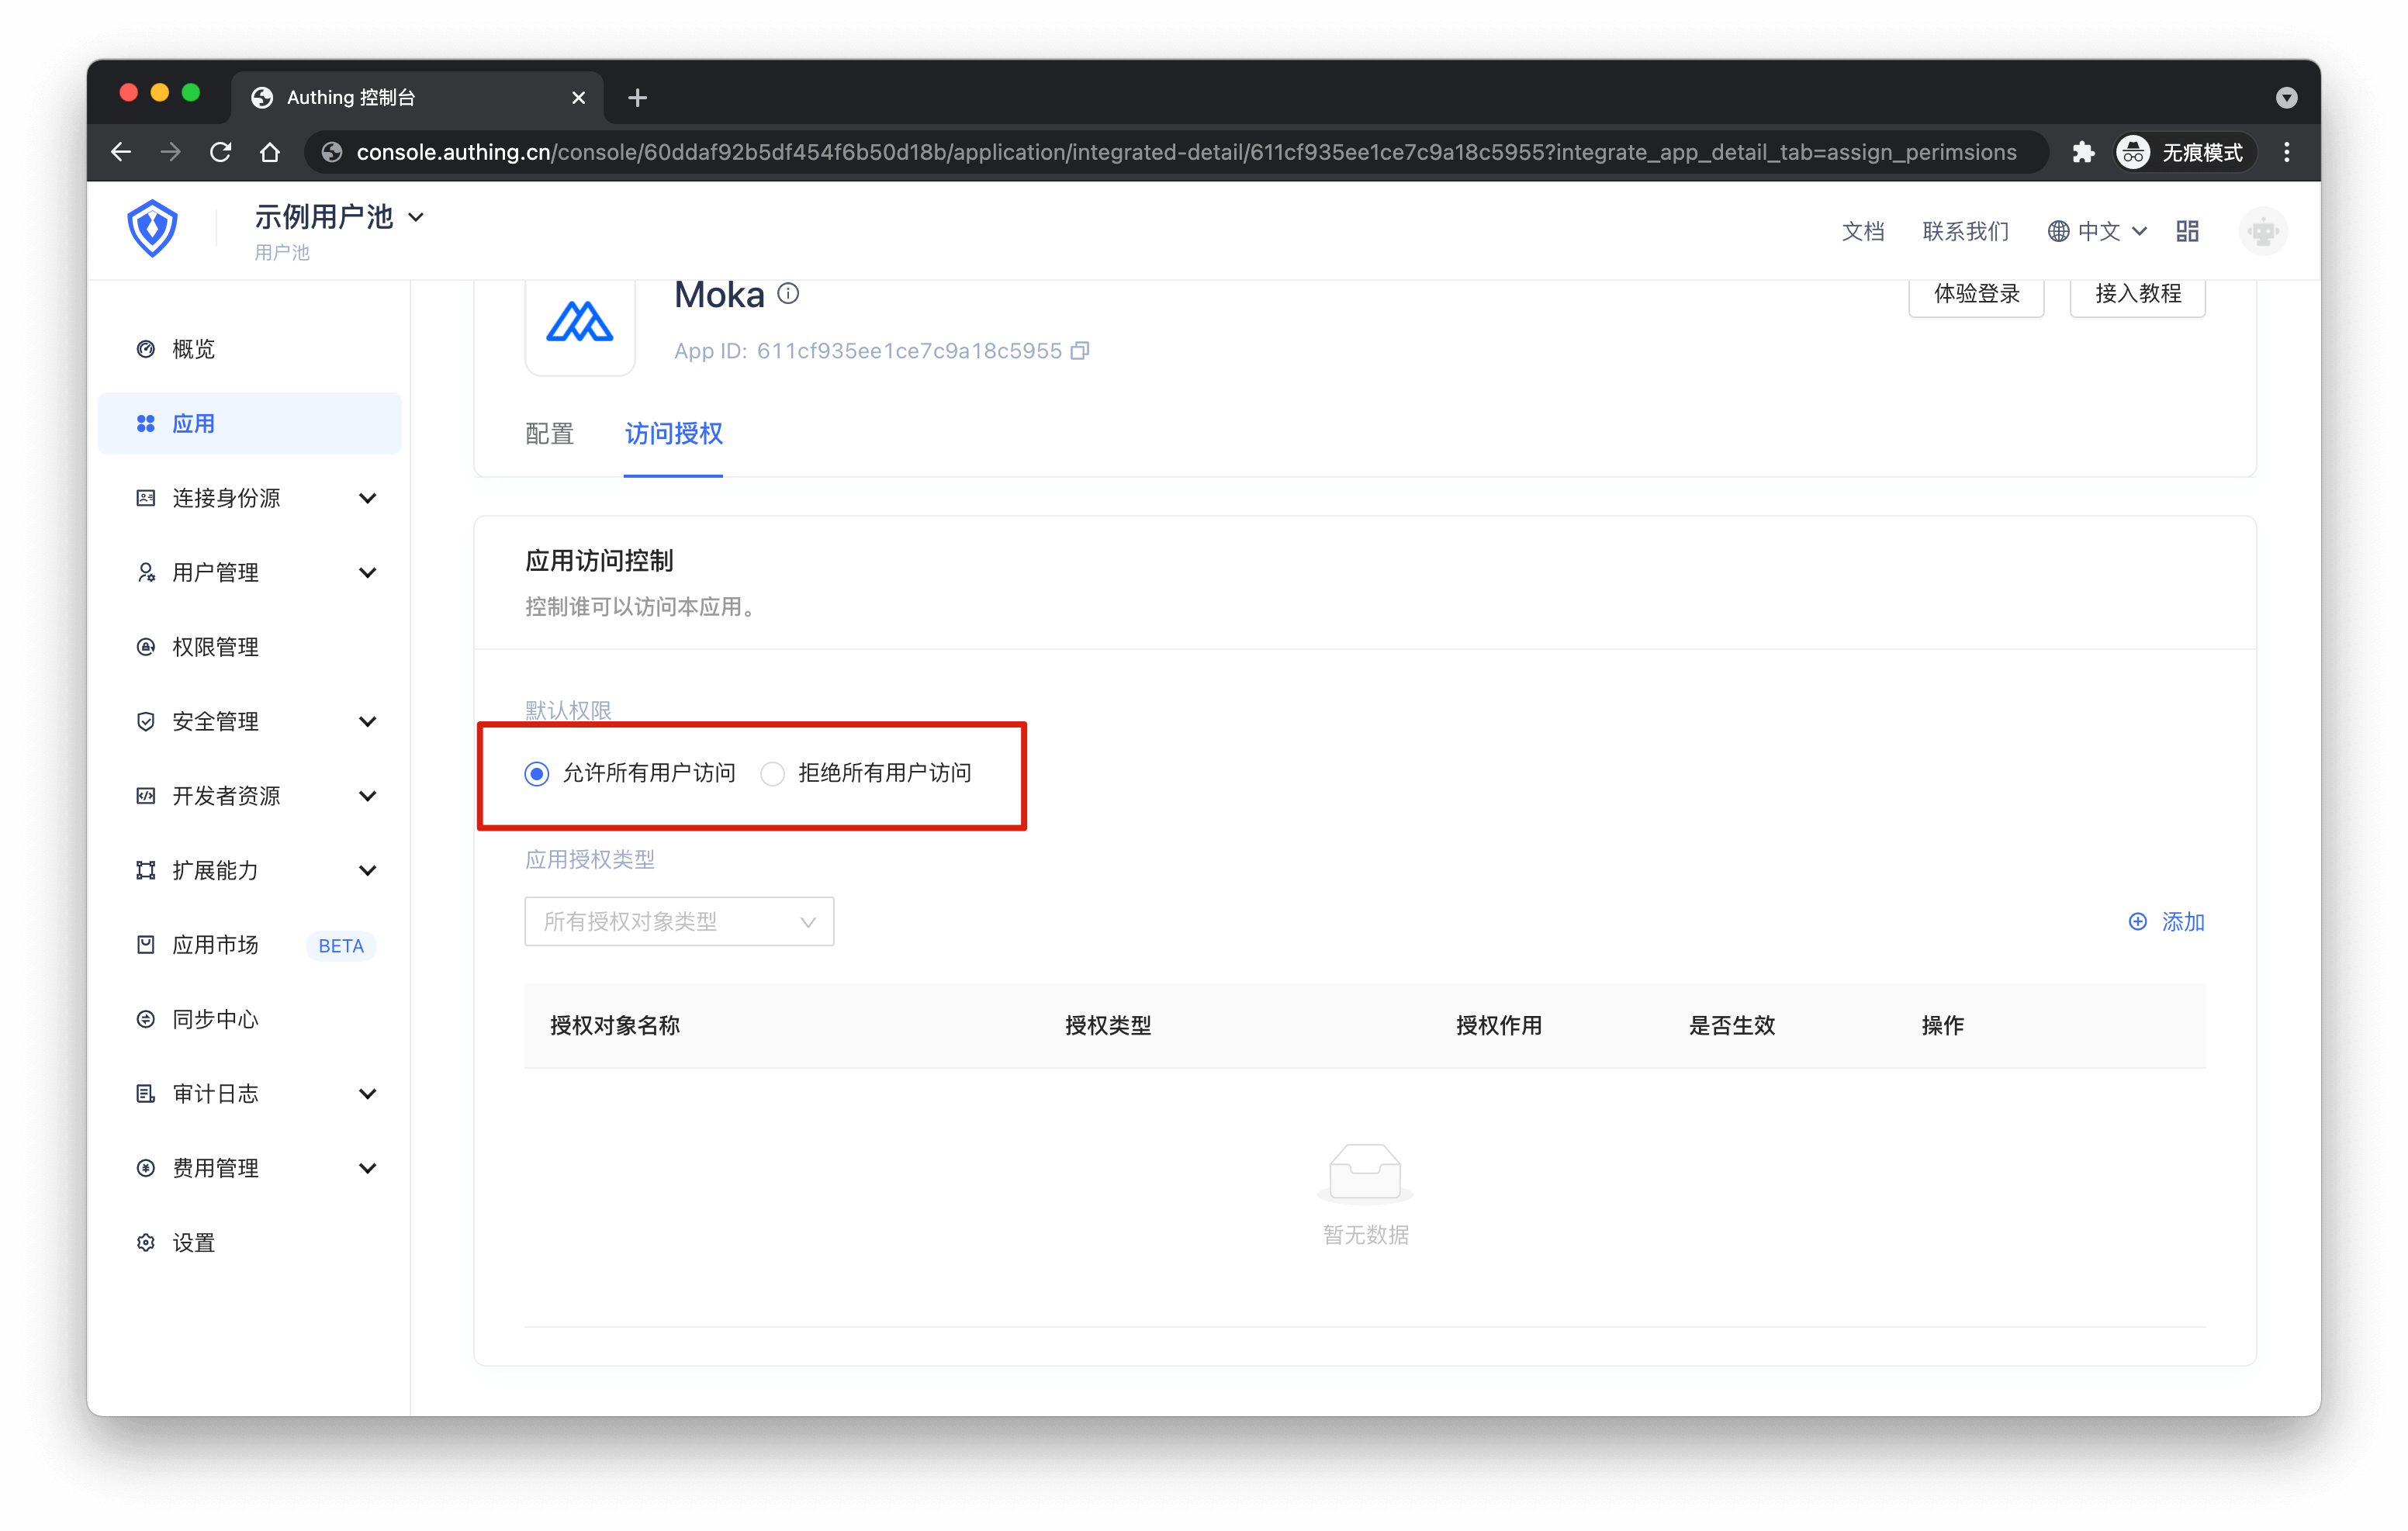 Authing 控制台
console.authing.cn/console/60ddaf92b5df454f6b50d18b/application/integrated-detail/611cf935ee1ce7c9a18c5955?integrate_app_detail_tab=assign_perimsions
无痕模式
示例用户池
用户池
文档
联系我们
中文
概览
应用
连接身份源
用户管理
权限管理
安全管理
开发者资源
扩展能力
应用市场
BETA
同步中心
审计日志
费用管理
设置
Moka
体验登录
接入教程
App ID: 611cf935ee1ce7c9a18c5955
配置
访问授权
应用访问控制
控制谁可以访问本应用。
默认权限
允许所有用户访问
拒绝所有用户访问
应用授权类型
所有授权对象类型
添加
授权对象名称 授权类型 授权作用 是否生效 操作
暂无数据